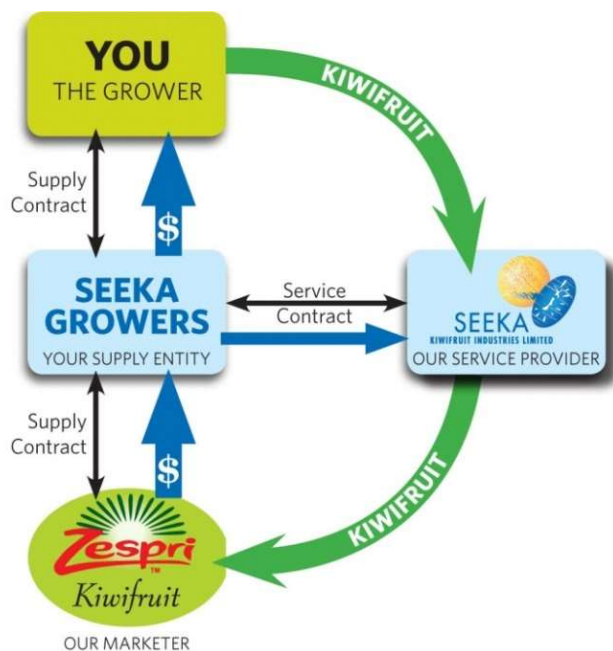 YOU
THE GROWER
KIWIFRUIT
Supply
Contract
$
SEEKA
GROWERS
YOUR SUPPLY ENTITY
Service
Contract
SEEKA
KIWIFRUIT INDUSTRIES LIMITED
OUR SERVICE PROVIDER
Supply
Contract
$
KIWIFRUIT
Zespri
TM
Kiwifruit
OUR MARKETER